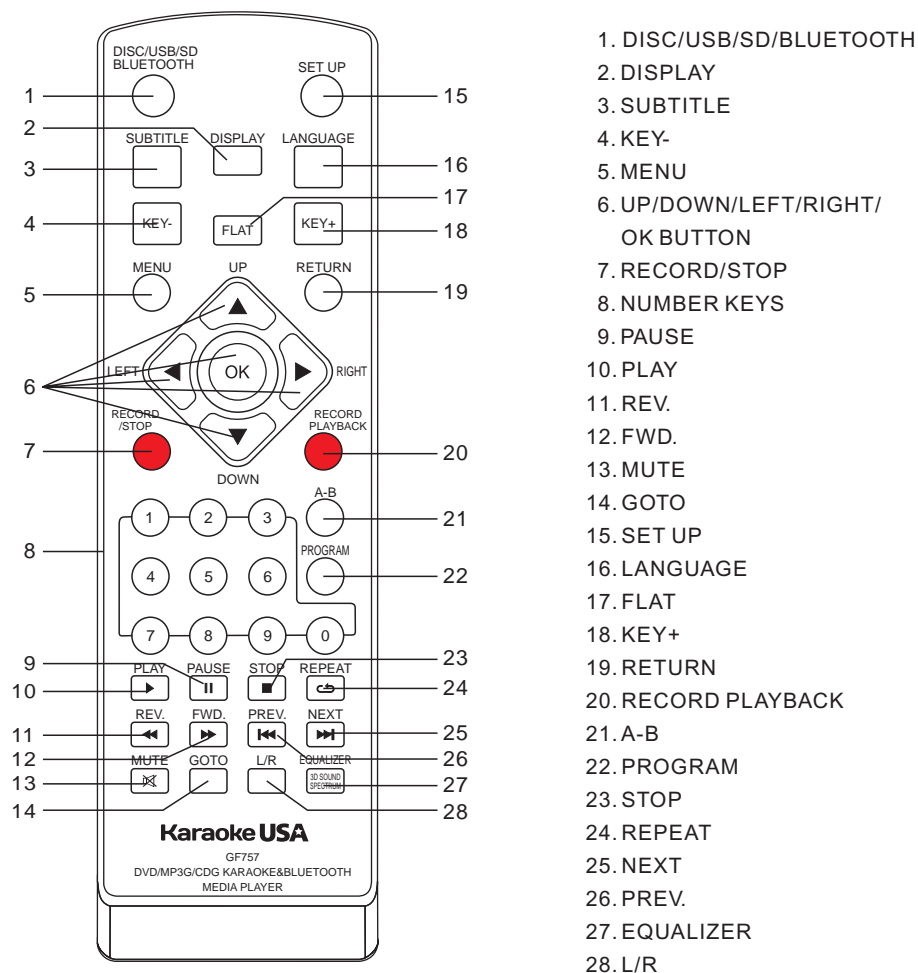 DISC/USB/SD
BLUETOOTH
SET UP
1
15
2
SUBTITLE
DISPLAY
LANGUAGE
3
16
17
4
KEY-
FLAT
KEY+
18
MENU
UP
RETURN
5
19
LEFT
OK
RIGHT
6
RECORD
/STOP
RECORD
PLAYBACK
7
20
DOWN
A-B
1
2
3
21
8
PROGRAM
4
5
6
22
7
8
9
0
9
23
PLAY
PAUSE
STOP
REPEAT
10
24
REV.
FWD.
PREV.
NEXT
11
25
12
26
MUTE
GOTO
L/R
EQUALIZER
13
3D SOUND
SPECTRUM
27
14
28
Karaoke USA
GF757
DVD/MP3G/CDG KARAOKE&BLUETOOTH
MEDIA PLAYER
1. DISC/USB/SD/BLUETOOTH
2. DISPLAY
3. SUBTITLE
4. KEY-
5. MENU
6. UP/DOWN/LEFT/RIGHT/
OK BUTTON
7. RECORD/STOP
8. NUMBER KEYS
9. PAUSE
10. PLAY
11. REV.
12. FWD.
13. MUTE
14. GOTO
15. SET UP
16. LANGUAGE
17. FLAT
18. KEY+
19. RETURN
20. RECORD PLAYBACK
21. A-B
22. PROGRAM
23. STOP
24. REPEAT
25. NEXT
26. PREV.
27. EQUALIZER
28. L/R